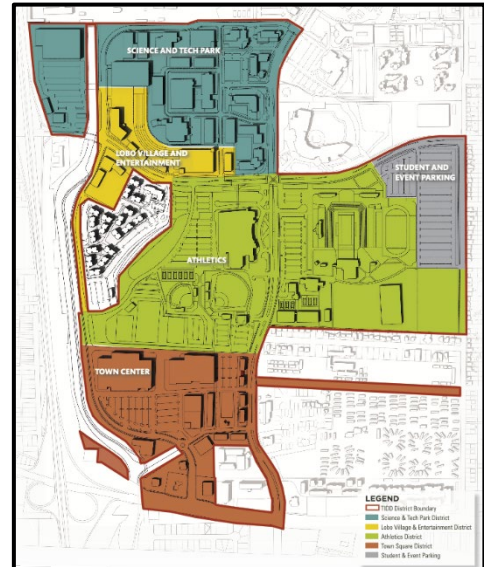 SCIENCE AND TECH PARK
LOBO VILLAGE AND
ENTERTAINMENT
STUDENT AND
EVENT PARKING
ATHLETICS
TOWN CENTER
LEGEND
TIDD District Boundary
Science & Tech Park District
Lobo Village & Entertainment District
Athletics District
Town Square District
Student & Event Parking